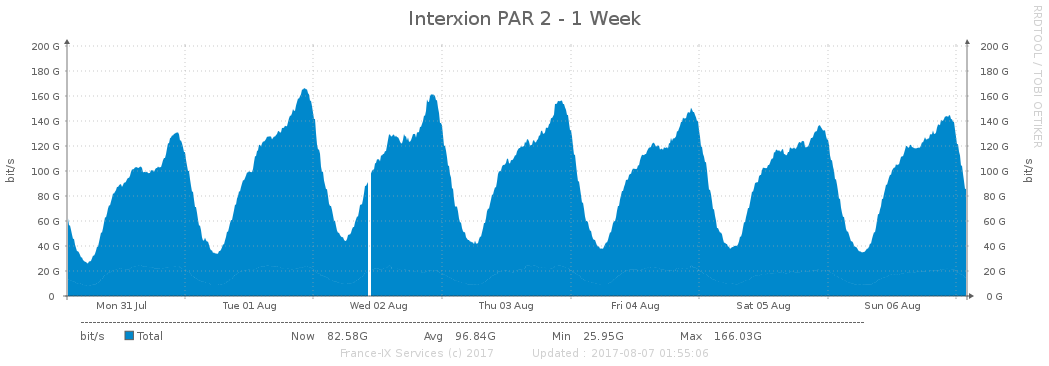 Interxion PAR 2 - 1 Week
RRDTOOL / TOBI OETIKER
200 G 200 G
180 G 180 G
160 G 160 G
140 G 140 G
120 G 120 G
100 G 100 G
80 G 80 G
60 G 60 G
40 G 40 G
20 G 20 G
0 0 G
bit/s
bit/s
Mon 31 Jul Tue 01 Aug Wed 02 Aug Thu 03 Aug Fri 04 Aug Sat 05 Aug Sun 06 Aug
bit/s Total Now 82.58G Avg 96.84G Min 25.95G Max 166.03G
France-IX Services (c) 2017 Updated : 2017-08-07 01:55:06